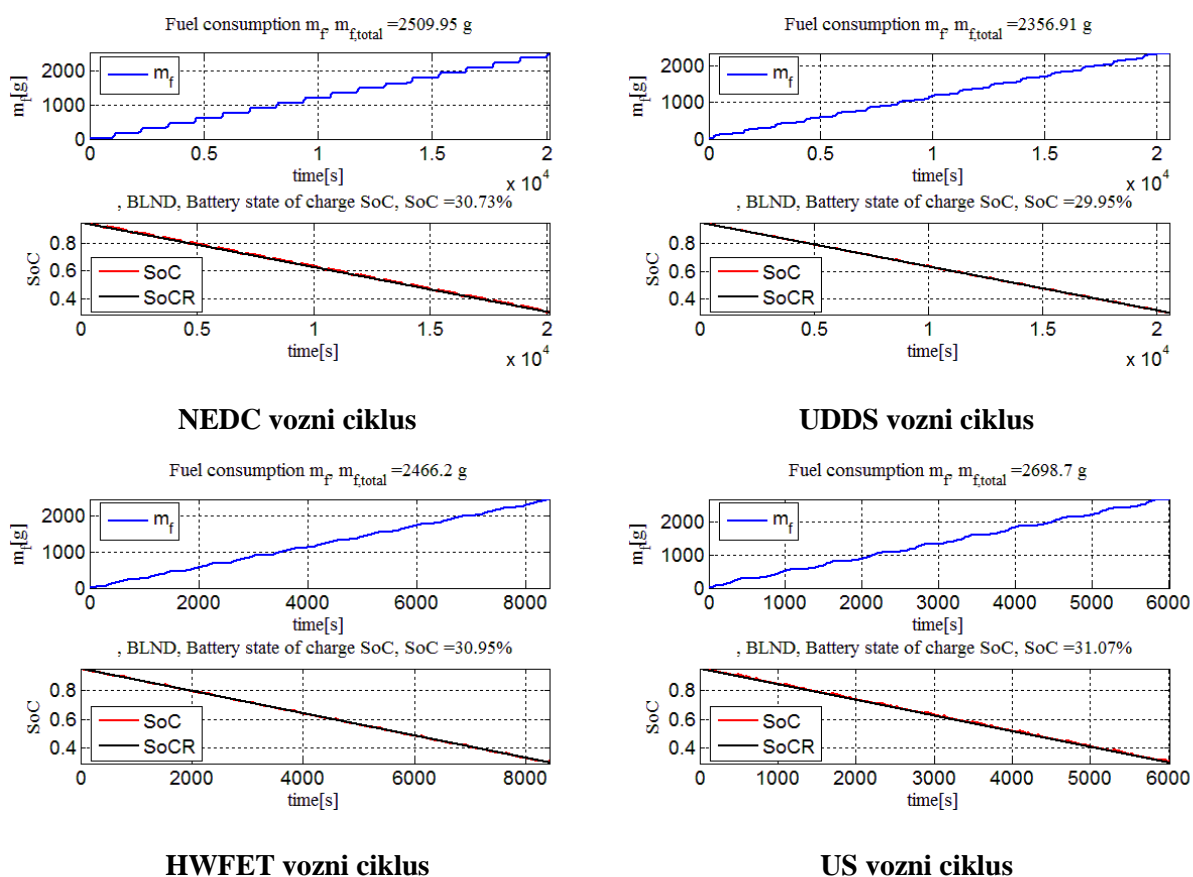 Fuel consumption m_f, m_f,total =2509.95 g
m_f[g]
2000
1000
0
m_f
0 0.5 1 1.5 2
time[s]
x 10^4
, BLND, Battery state of charge SoC, SoC =30.73%
SoC
0.8
0.6
0.4
SoC
SoCR
0 0.5 1 1.5 2
time[s]
x 10^4
NEDC vozni ciklus
Fuel consumption m_f, m_f,total =2356.91 g
m_f[g]
2000
1000
0
m_f
0 0.5 1 1.5 2
time[s]
x 10^4
, BLND, Battery state of charge SoC, SoC =29.95%
SoC
0.8
0.6
0.4
SoC
SoCR
0 0.5 1 1.5 2
time[s]
x 10^4
UDDS vozni ciklus
Fuel consumption m_f, m_f,total =2466.2 g
m_f[g]
2000
1000
0
m_f
0 2000 4000 6000 8000
time[s]
, BLND, Battery state of charge SoC, SoC =30.95%
SoC
0.8
0.6
0.4
SoC
SoCR
0 2000 4000 6000 8000
time[s]
HWFET vozni ciklus
Fuel consumption m_f, m_f,total =2698.7 g
m_f[g]
2000
1000
0
m_f
0 1000 2000 3000 4000 5000 6000
time[s]
, BLND, Battery state of charge SoC, SoC =31.07%
SoC
0.8
0.6
0.4
SoC
SoCR
0 1000 2000 3000 4000 5000 6000
time[s]
US vozni ciklus